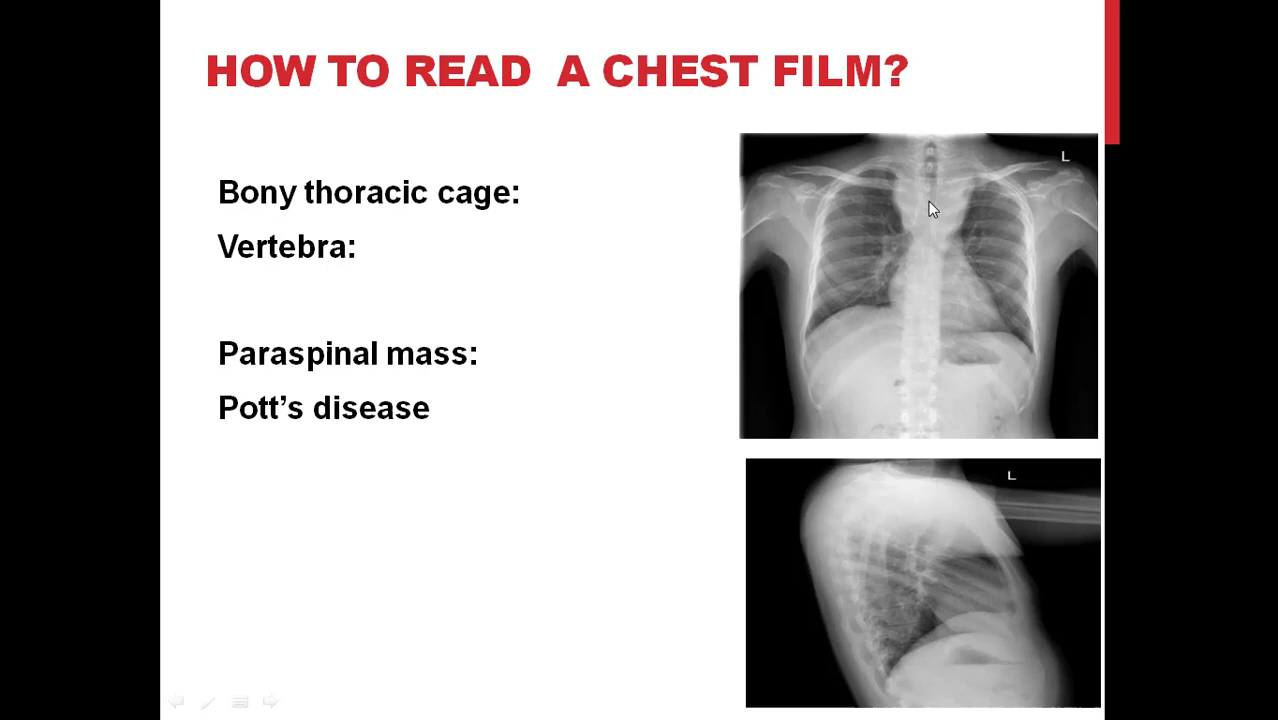 HOW TO READ A CHEST FILM?
L
Bony thoracic cage:
Vertebra:
Paraspinal mass:
Pott’s disease
L